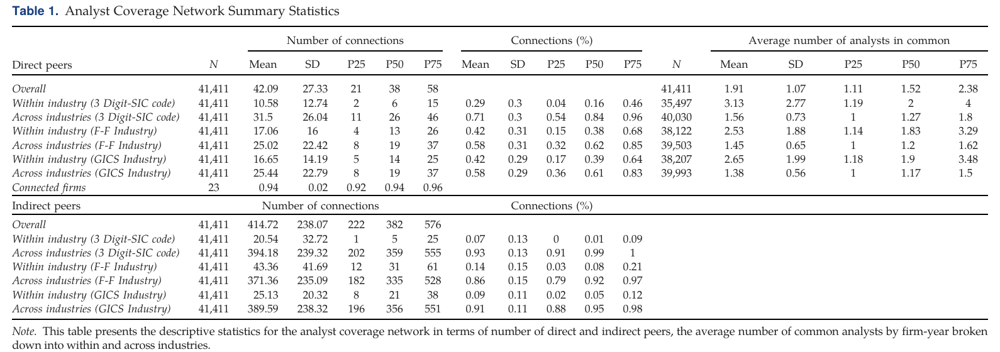 Table 1. Analyst Coverage Network Summary Statistics
Number of connections Connections (%) Average number of analysts in common
Direct peers N Mean SD P25 P50 P75 Mean SD P25 P50 P75 N Mean SD P25 P50 P75
Overall 41,411 42.09 27.33 21 38 58 41,411 1.91 1.07 1.11 1.52 2.38
Within industry (3 Digit-SIC code) 41,411 10.58 12.74 2 6 15 0.29 0.3 0.04 0.16 0.46 35,497 3.13 2.77 1.19 2 4
Across industries (3 Digit-SIC code) 41,411 31.5 26.04 11 26 46 0.71 0.3 0.54 0.84 0.96 40,030 1.56 0.73 1 1.27 1.8
Within industry (F-F Industry) 41,411 17.06 16 4 13 26 0.42 0.31 0.15 0.38 0.68 38,122 2.53 1.88 1.14 1.83 3.29
Across industries (F-F Industry) 41,411 25.02 22.42 8 19 37 0.58 0.31 0.32 0.62 0.85 39,503 1.45 0.65 1 1.2 1.62
Within industry (GICS Industry) 41,411 16.65 14.19 5 14 25 0.42 0.29 0.17 0.39 0.64 38,207 2.65 1.99 1.18 1.9 3.48
Across industries (GICS Industry) 41,411 25.44 22.79 8 19 37 0.58 0.29 0.36 0.61 0.83 39,993 1.38 0.56 1 1.17 1.5
Connected firms 23 0.94 0.02 0.92 0.94 0.96
Indirect peers Number of connections Connections (%)
Overall 41,411 414.72 238.07 222 382 576
Within industry (3 Digit-SIC code) 41,411 20.54 32.72 1 5 25 0.07 0.13 0 0.01 0.09
Across industries (3 Digit-SIC code) 41,411 394.18 239.32 202 359 555 0.93 0.13 0.91 0.99 1
Within industry (F-F Industry) 41,411 43.36 41.69 12 31 61 0.14 0.15 0.03 0.08 0.21
Across industries (F-F Industry) 41,411 371.36 235.09 182 335 528 0.86 0.15 0.79 0.92 0.97
Within industry (GICS Industry) 41,411 25.13 20.32 8 21 38 0.09 0.11 0.02 0.05 0.12
Across industries (GICS Industry) 41,411 389.59 238.32 196 356 551 0.91 0.11 0.88 0.95 0.98
Note. This table presents the descriptive statistics for the analyst coverage network in terms of number of direct and indirect peers, the average number of common analysts by firm-year broken
down into within and across industries.